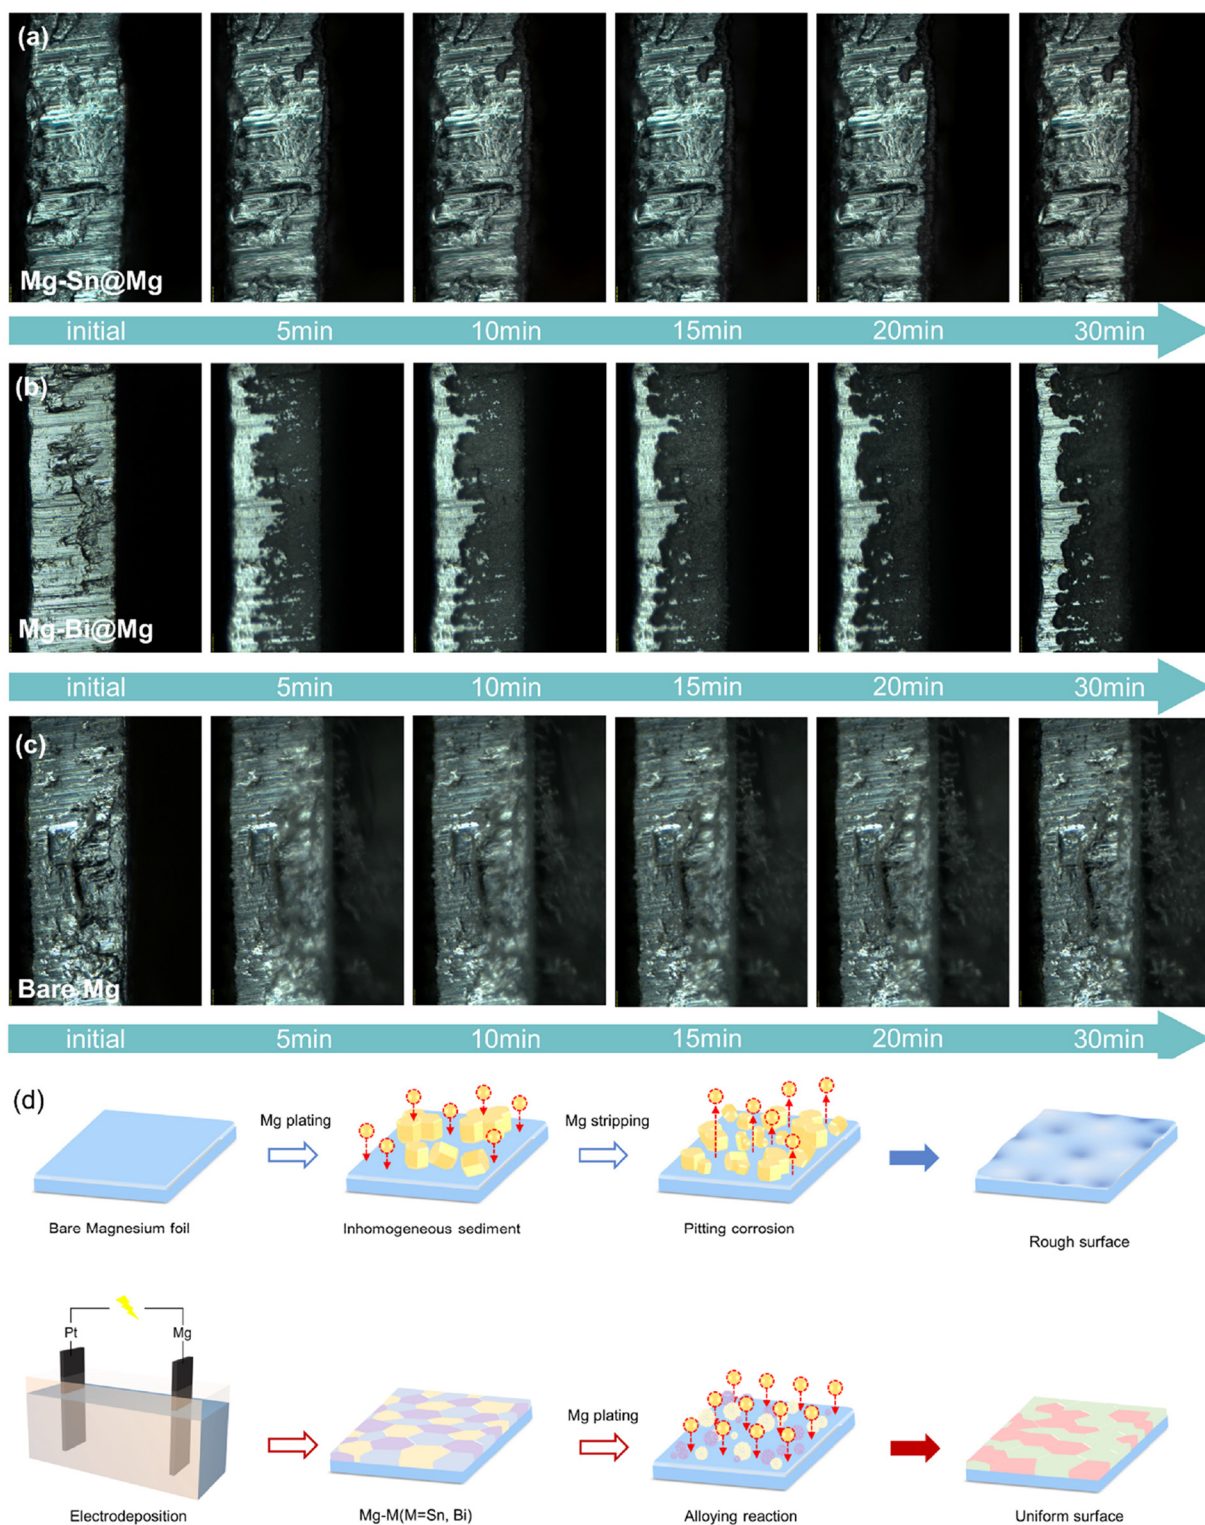 (a)
Mg-Sn@Mg
initial 5min 10min 15min 20min 30min
(b)
Mg-Bi@Mg
initial 5min 10min 15min 20min 30min
(c)
Bare Mg
initial 5min 10min 15min 20min 30min
(d)
Mg plating
Mg stripping
Bare Magnesium foil
Inhomogeneous sediment
Pitting corrosion
Rough surface
Pt
Mg
Mg plating
Electrodeposition
Mg-M(M=Sn, Bi)
Alloying reaction
Uniform surface